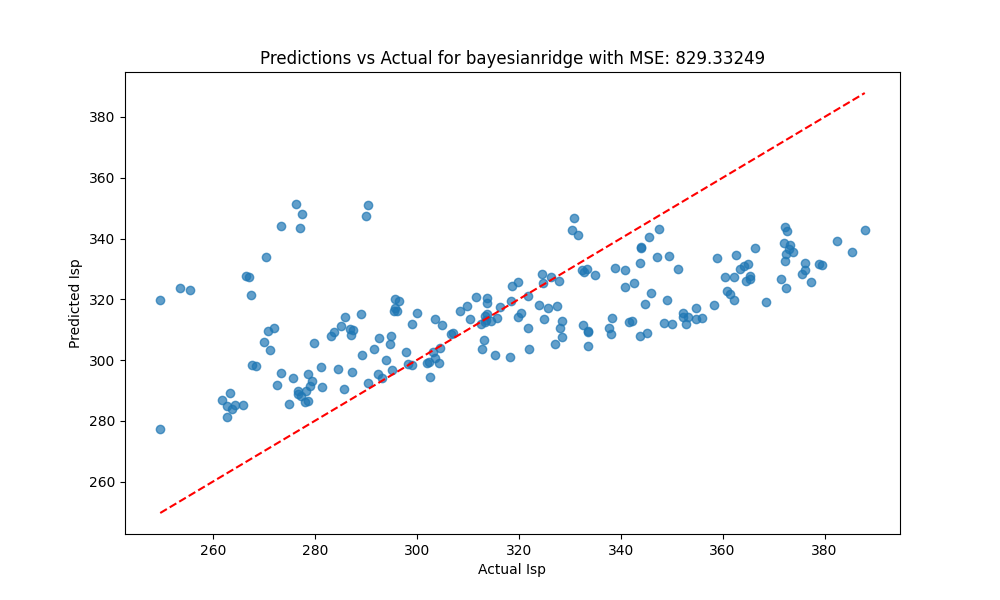 Predictions vs Actual for bayesianridge with MSE: 829.33249
380
360
340
320
300
280
260
Predicted Isp
260 280 300 320 340 360 380
Actual Isp